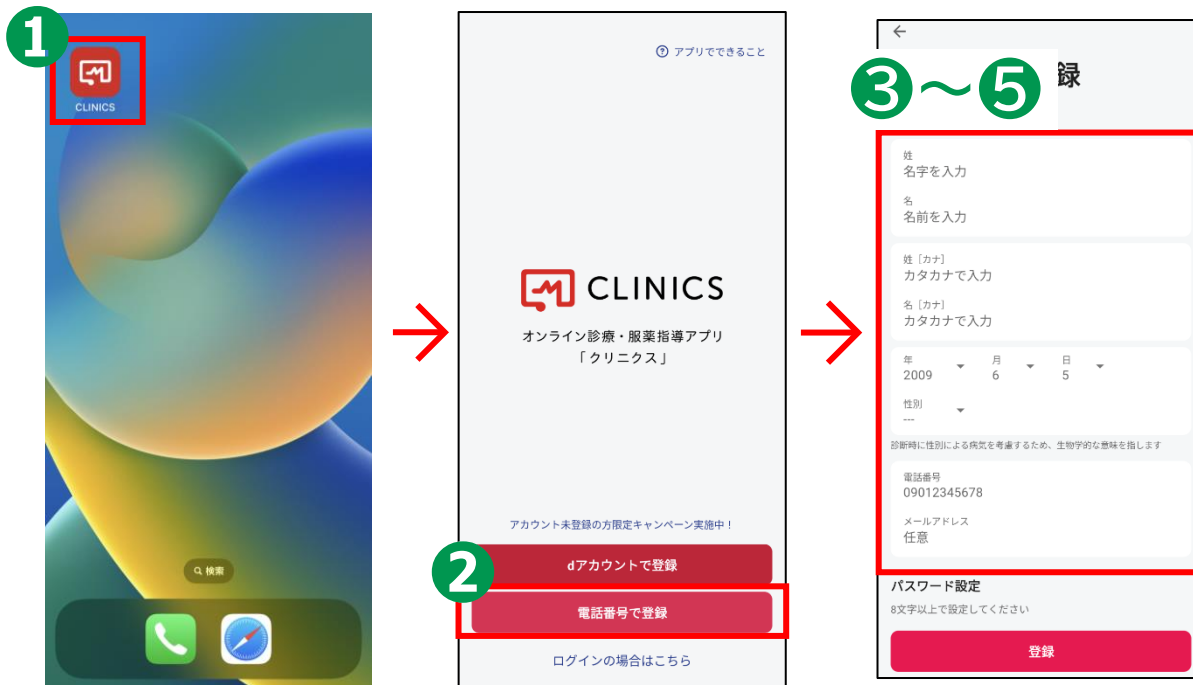 1
CLINICS
検索
アプリでできること
CLINICS
オンライン診療・服薬指導アプリ
「クリニクス」
アカウント未登録の方限定キャンペーン実施中！
2
dアカウントで登録
電話番号で登録
ログインの場合はこちら
3～5
録
姓
名字を入力
名
名前を入力
姓［カナ］
カタカナで入力
名［カナ］
カタカナで入力
年 月 日
2009 6 5
性別
---
診断時に性別による病気を考慮するため、生物学的な意味を指します
電話番号
09012345678
メールアドレス
任意
パスワード設定
8文字以上で設定してください
登録